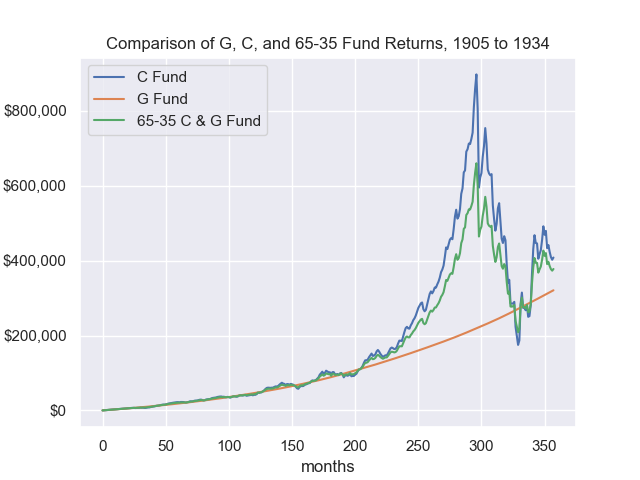 Comparison of G, C, and 65-35 Fund Returns, 1905 to 1934
C Fund
G Fund
65-35 C & G Fund
$800,000
$600,000
$400,000
$200,000
$0
0 50 100 150 200 250 300 350
months